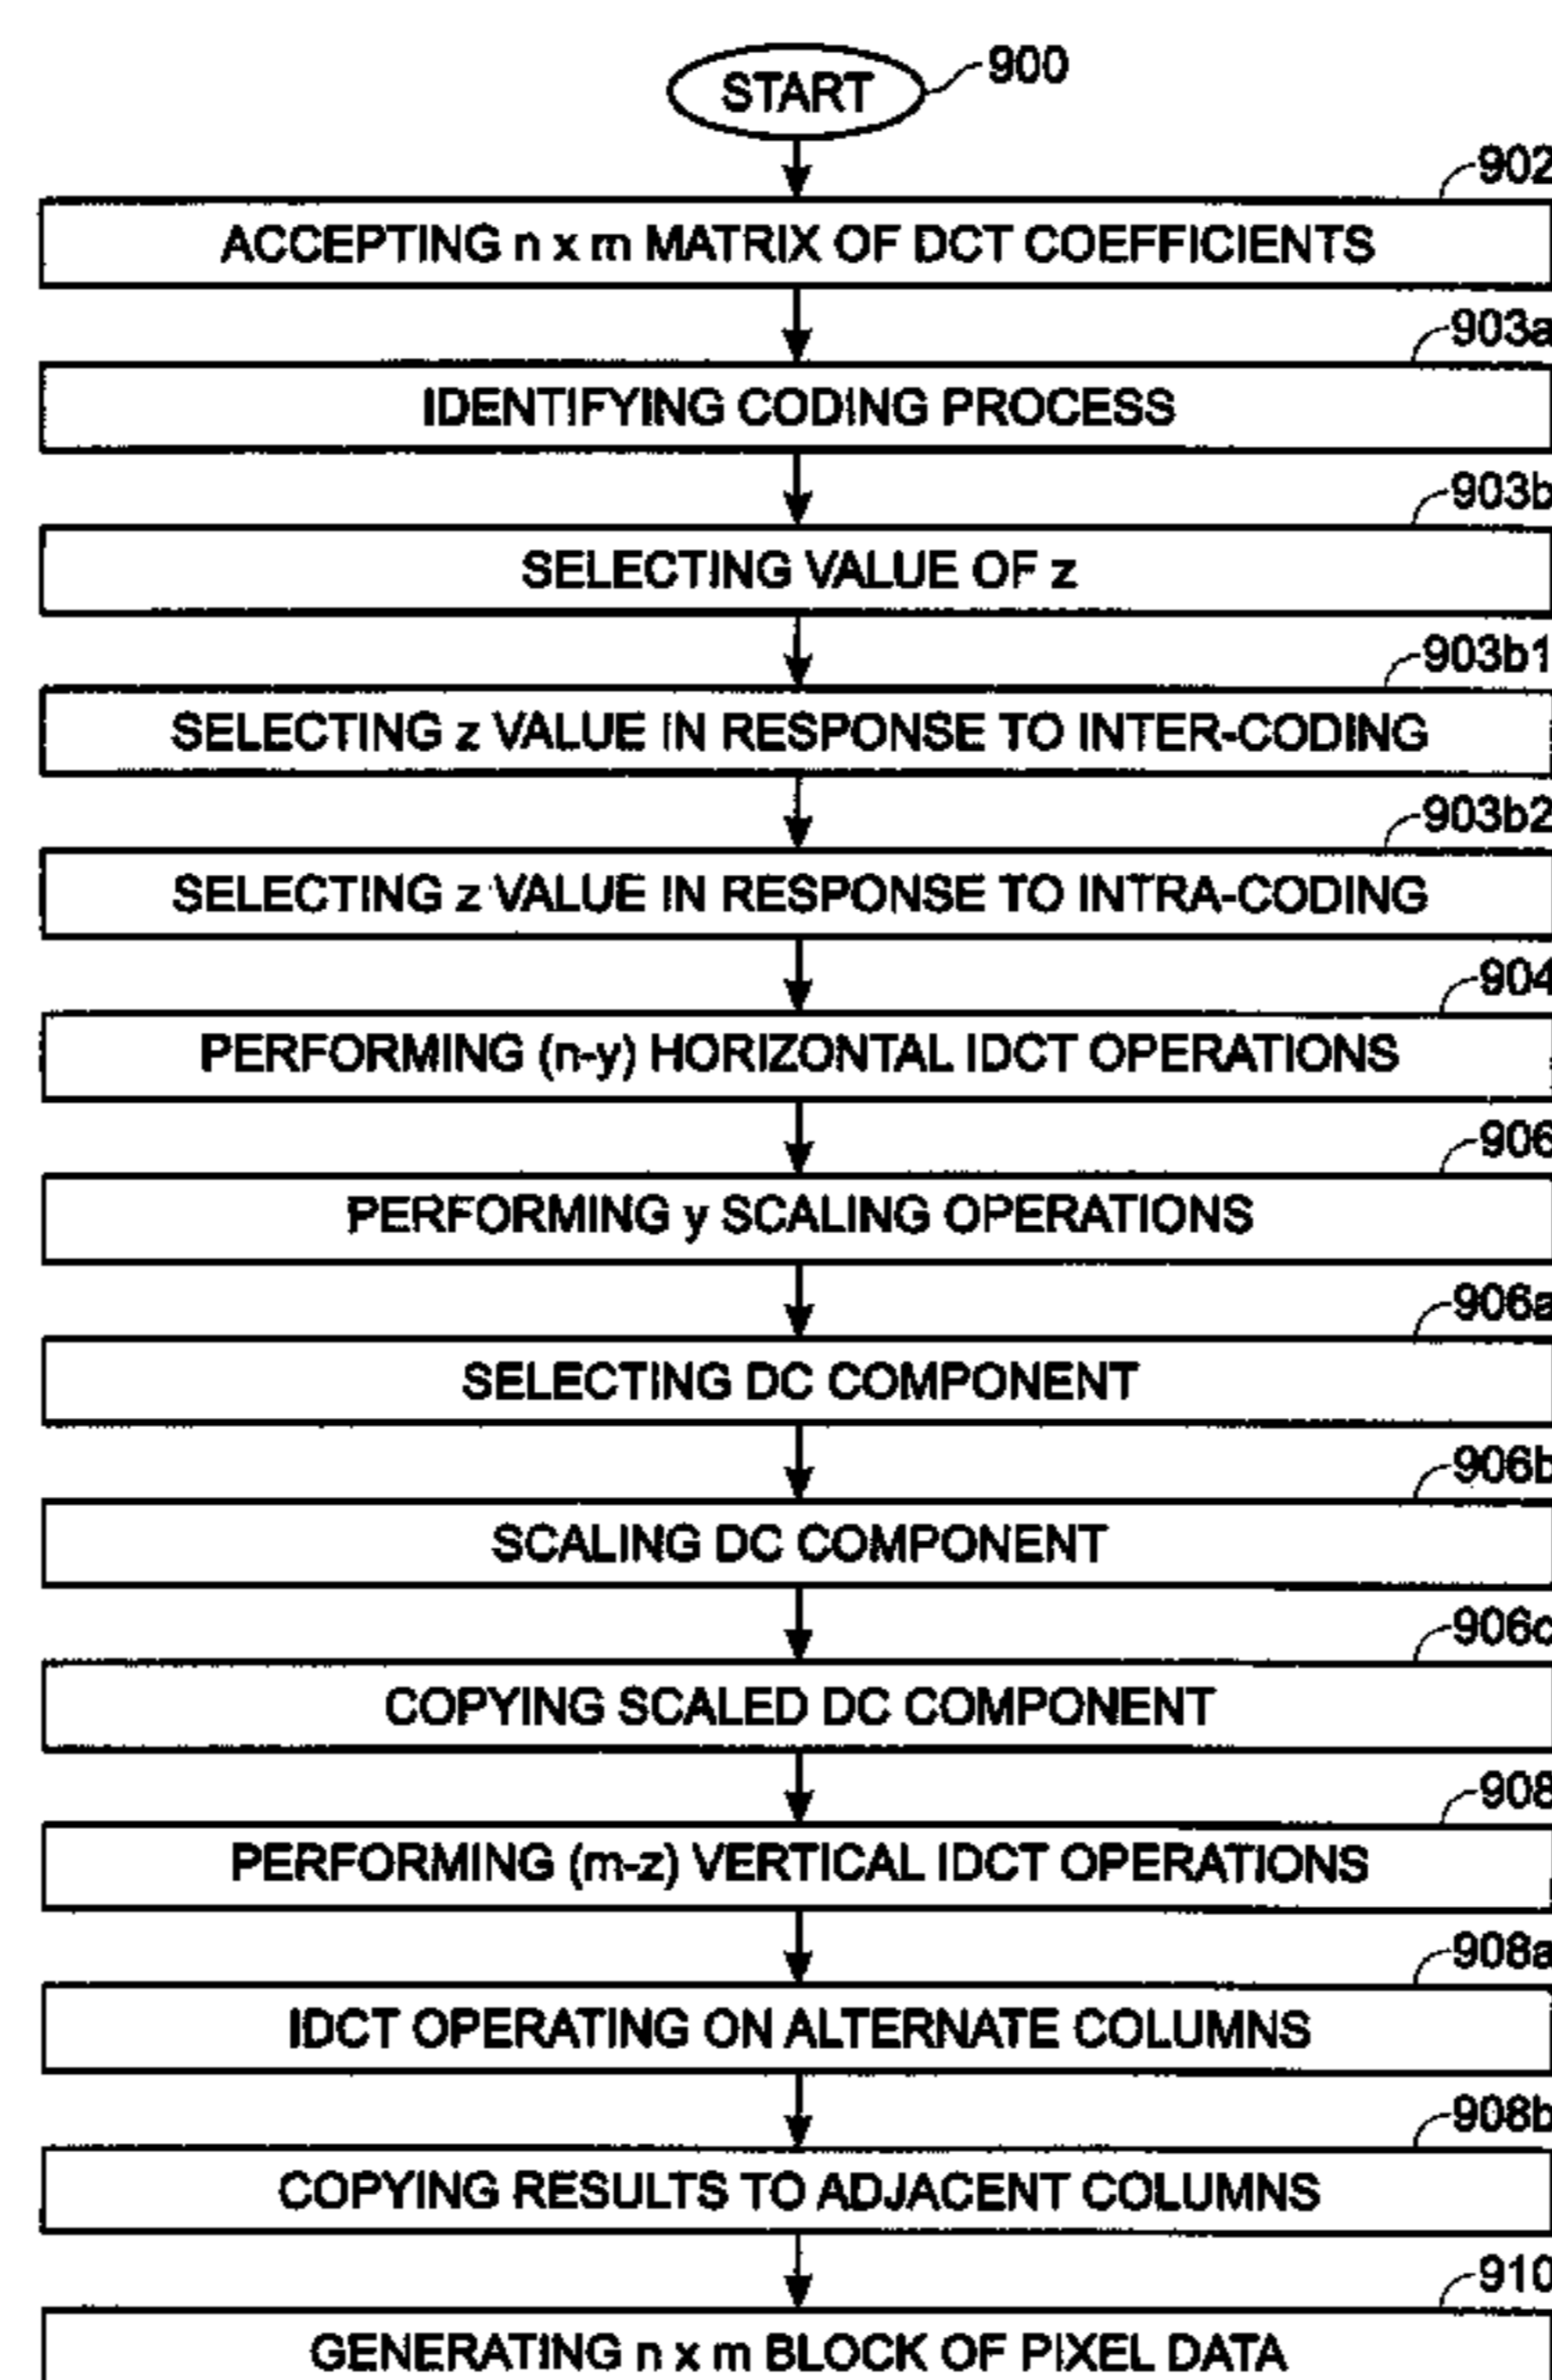 START
900
902
ACCEPTING n x m MATRIX OF DCT COEFFICIENTS
903a
IDENTIFYING CODING PROCESS
903b
SELECTING VALUE OF z
903b1
SELECTING z VALUE IN RESPONSE TO INTER-CODING
903b2
SELECTING z VALUE IN RESPONSE TO INTRA-CODING
904
PERFORMING (n-y) HORIZONTAL IDCT OPERATIONS
906
PERFORMING y SCALING OPERATIONS
906a
SELECTING DC COMPONENT
906b
SCALING DC COMPONENT
906c
COPYING SCALED DC COMPONENT
908
PERFORMING (m-z) VERTICAL IDCT OPERATIONS
908a
IDCT OPERATING ON ALTERNATE COLUMNS
908b
COPYING RESULTS TO ADJACENT COLUMNS
910
GENERATING n x m BLOCK OF PIXEL DATA